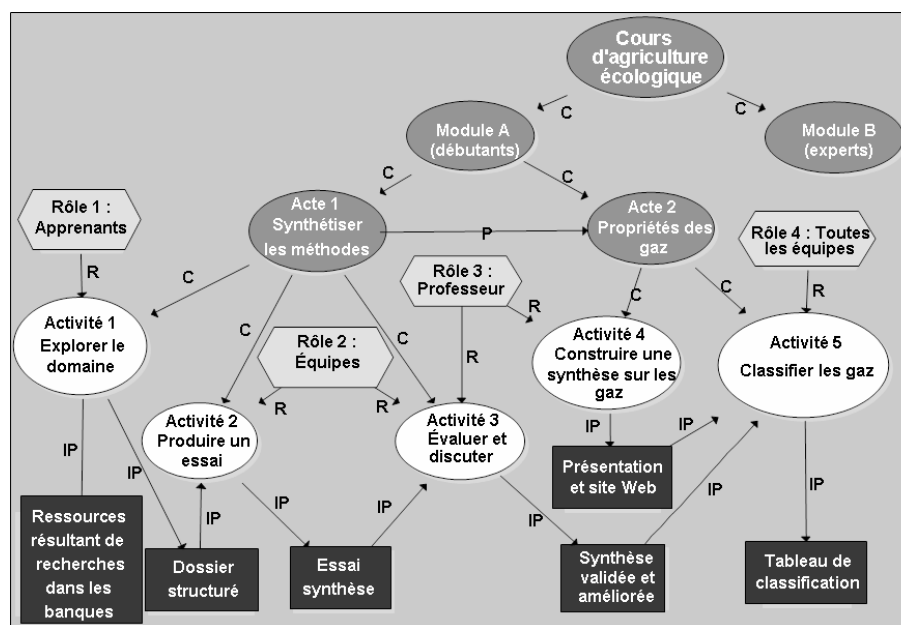 Cours
d'agriculture
écologique
C
C
Module A
(débutants)
Module B
(experts)
C
C
Rôle 1 :
Apprenants
Acte 1
Synthétiser
les méthodes
P
Acte 2
Propriétés des
gaz
Rôle 4 : Toutes
les équipes
R
C
Rôle 3 :
Professeur
R
C
C
R
Activité 1
Explorer le
domaine
C
Rôle 2 :
Équipes
C
R
Activité 4
Construire une
synthèse sur les
gaz
Activité 5
Classifier les gaz
R
R
Activité 2
Produire un
essai
Activité 3
Évaluer et
discuter
IP
IP
IP
IP
Présentation
et site Web
IP
IP
IP
IP
IP
IP
Ressources
résultant de
recherches
dans les
banques
Dossier
structuré
Essai
synthèse
Synthèse
validée et
améliorée
Tableau de
classification